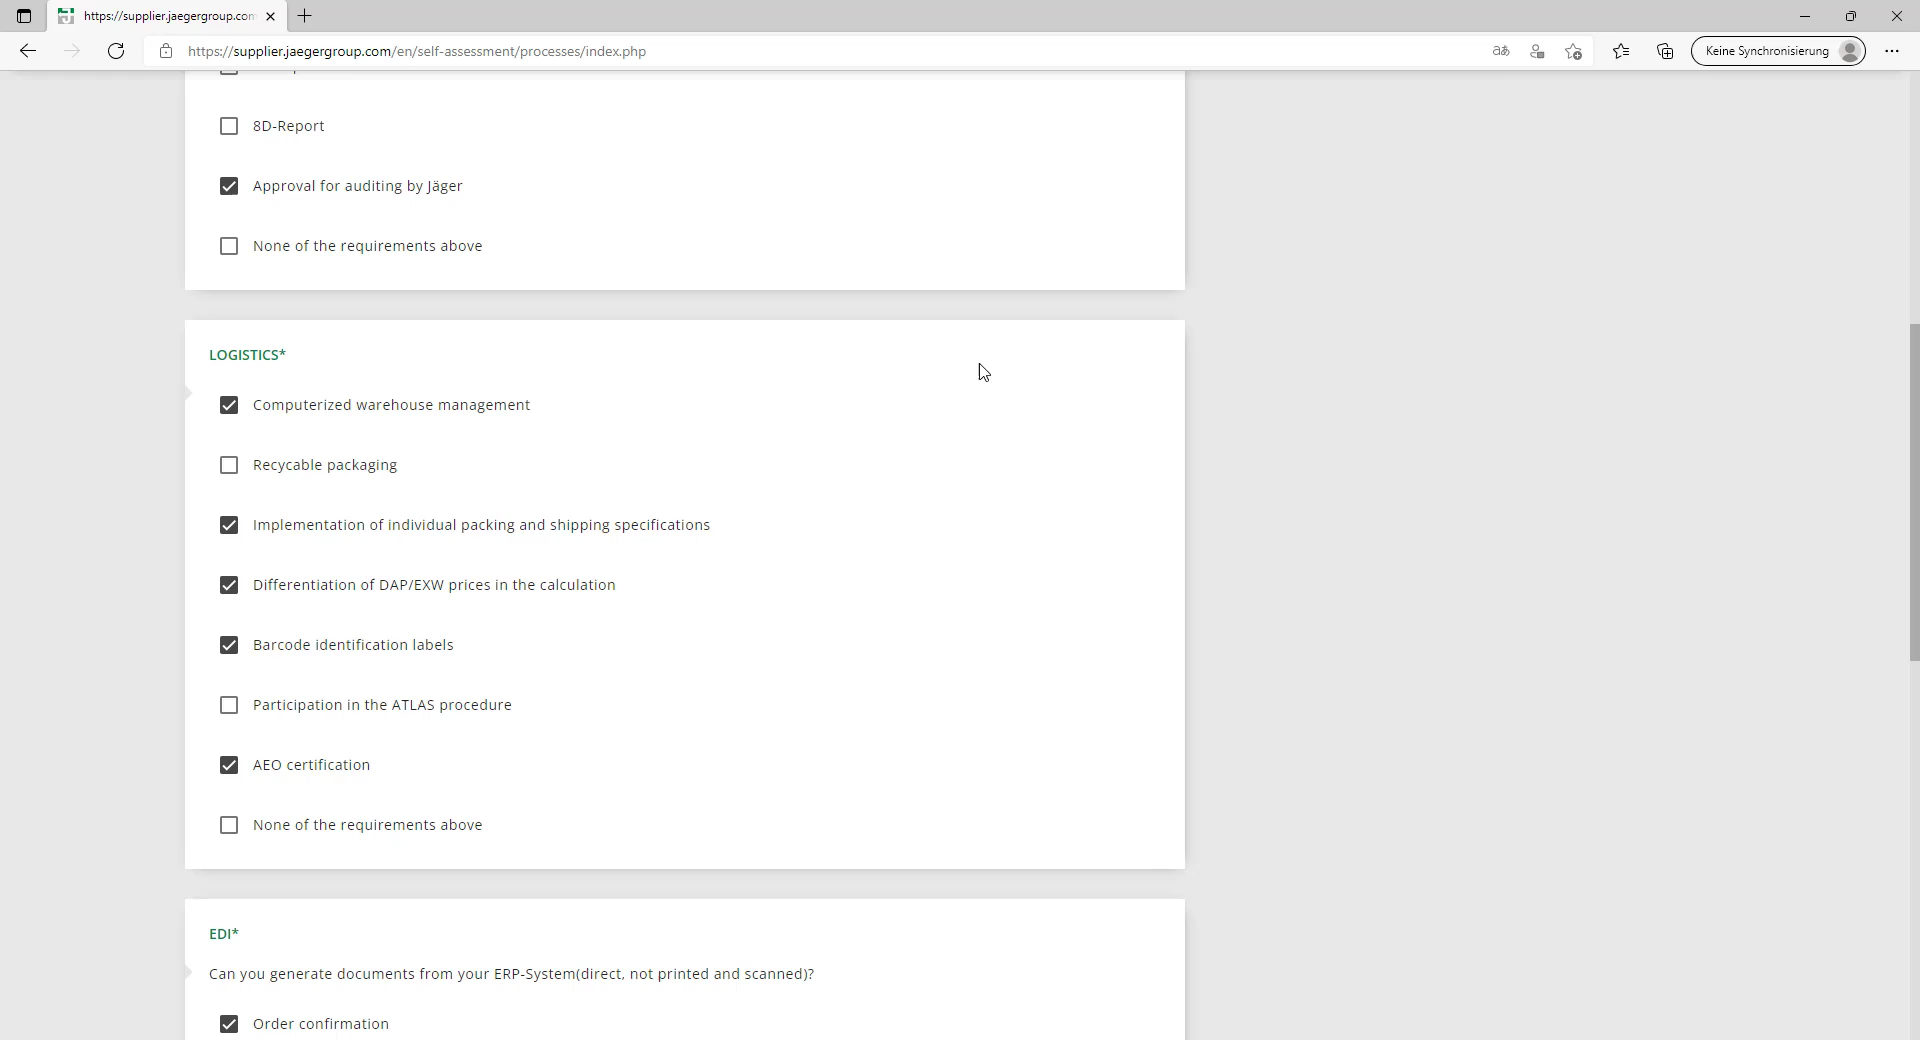 https://supplier.jaegergroup.com
https://supplier.jaegergroup.com/en/self-assessment/processes/index.php
aあ
Keine Synchronisierung
8D-Report
Approval for auditing by Jäger
None of the requirements above
LOGISTICS*
Computerized warehouse management
Recycable packaging
Implementation of individual packing and shipping specifications
Differentiation of DAP/EXW prices in the calculation
Barcode identification labels
Participation in the ATLAS procedure
AEO certification
None of the requirements above
EDI*
Can you generate documents from your ERP-System(direct, not printed and scanned)?
Order confirmation